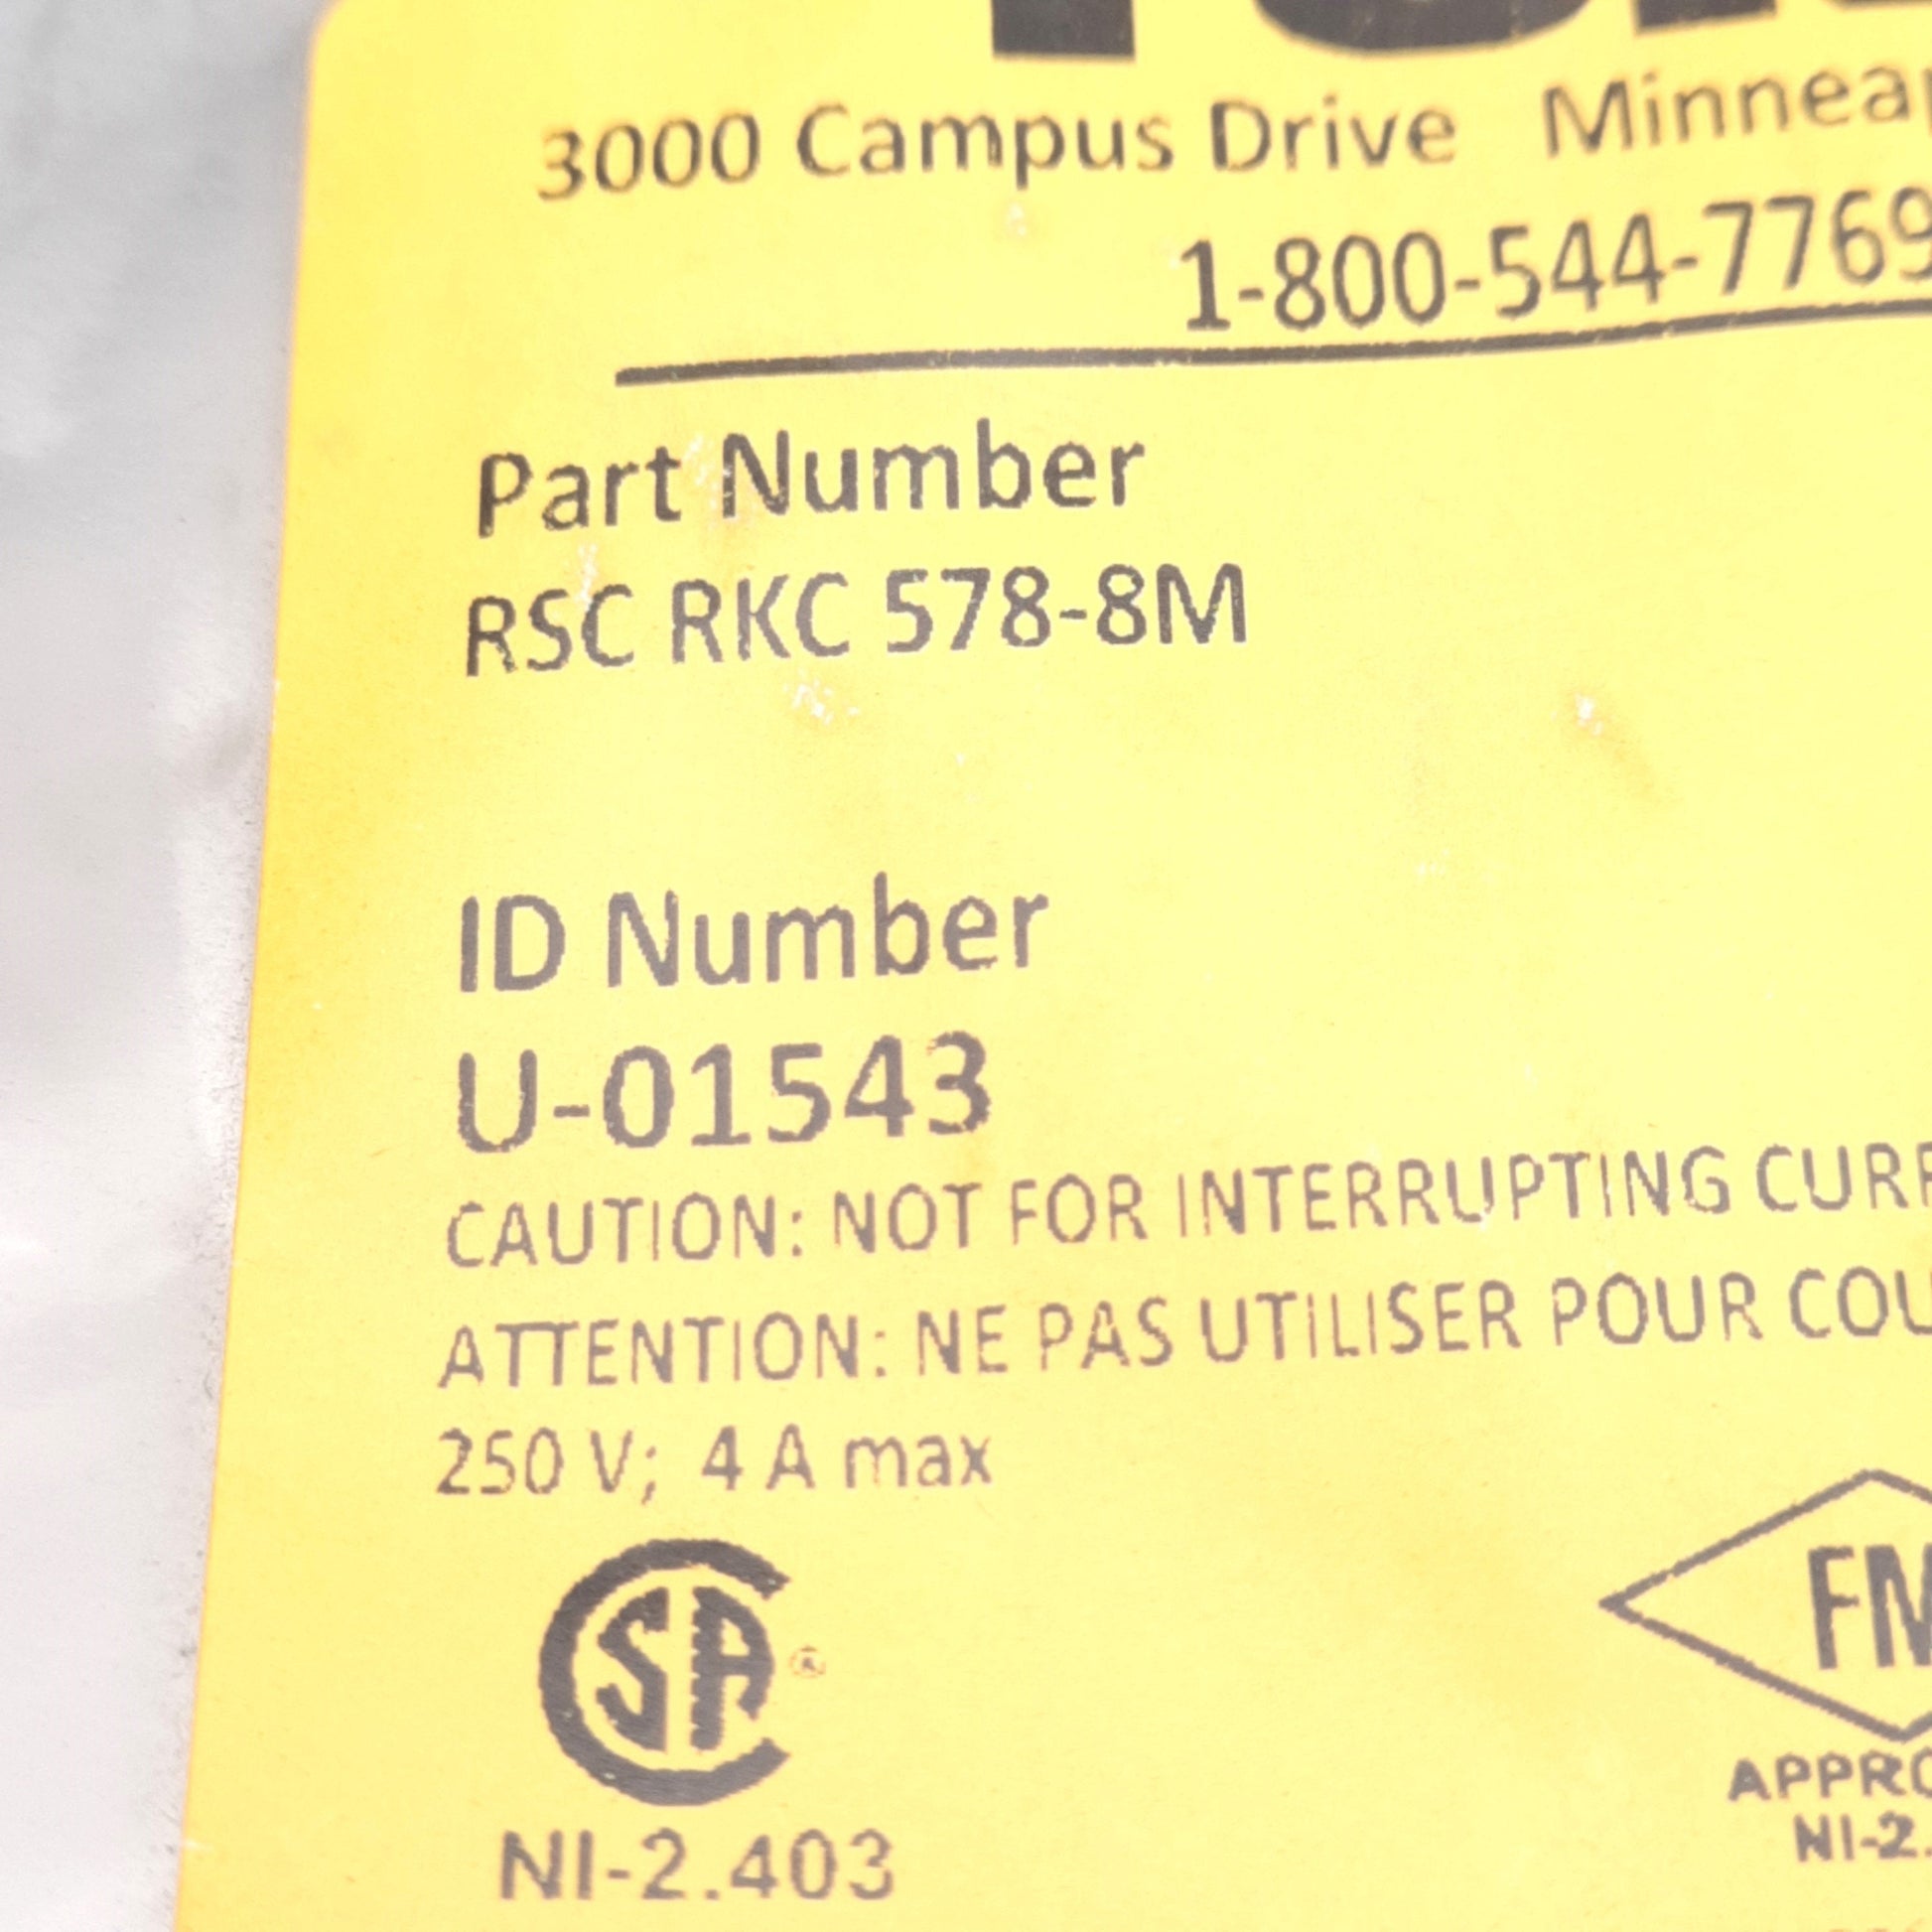 3000 Campus Drive Minneap
1-800-544-7769
Part Number
RSC RKC 578-8M
ID Number
U-01543
CAUTION: NOT FOR INTERRUPTING CURR
ATTENTION: NE PAS UTILISER POUR COU
250 V; 4 A max
CSA®
FM
NI-2.403
APPRO
NI-2.